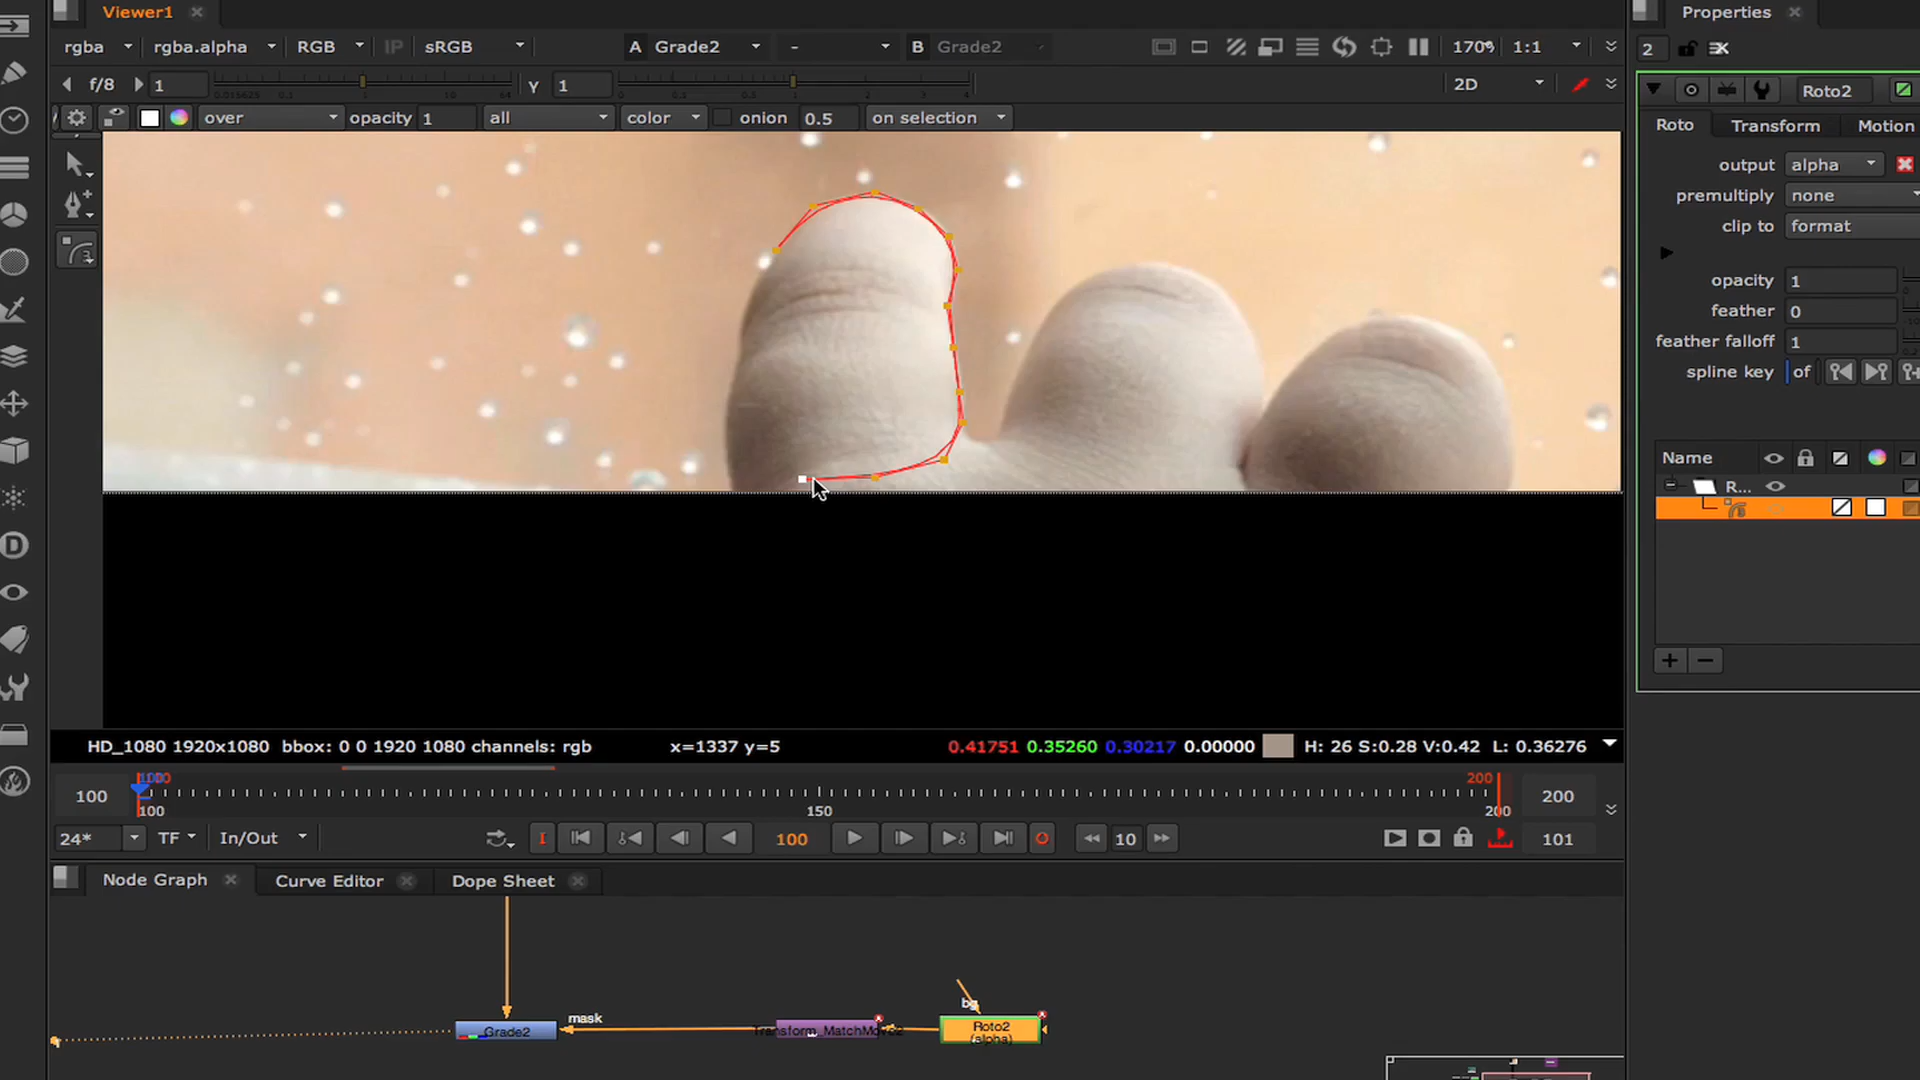 Viewer1
Properties
rgba rgba.alpha RGB IP sRGB A Grade2 - B Grade2 170% 1:1 2
f/8 1 Y 1 2D
Roto2
over opacity 1 all color onion 0.5 on selection
Roto Transform Motion
output alpha
premultiply none
clip to format
opacity 1
feather 0
feather falloff 1
spline key of
Name
R...
HD_1080 1920x1080 bbox: 0 0 1920 1080 channels: rgb x=1337 y=5 0.41751 0.35260 0.30217 0.00000 H: 26 S:0.28 V:0.42 L: 0.36276
100 100 150 200 200 200
24* TF In/Out 100 10 101
Node Graph Curve Editor Dope Sheet
bg
mask
Grade2 Transform_MatchMove2 Roto2
(alpha)